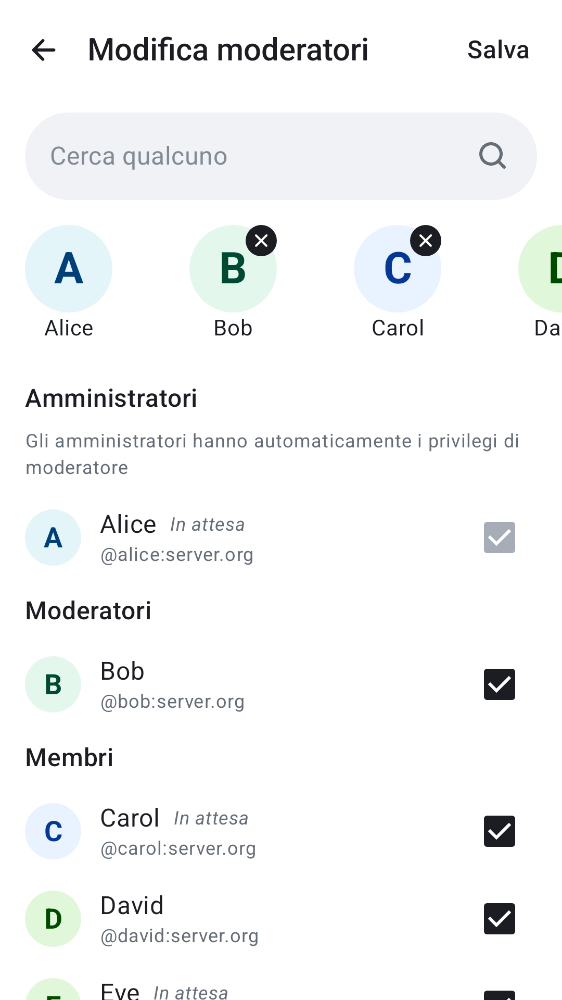 Modifica moderatori
Salva
Cerca qualcuno
A
B
C
Alice
Bob
Carol
Da
Amministratori
Gli amministratori hanno automaticamente i privilegi di
moderatore
A
Alice In attesa
@alice:server.org
Moderatori
B
Bob
@bob:server.org
Membri
C
Carol In attesa
@carol:server.org
D
David
@david:server.org
Eve In attesa